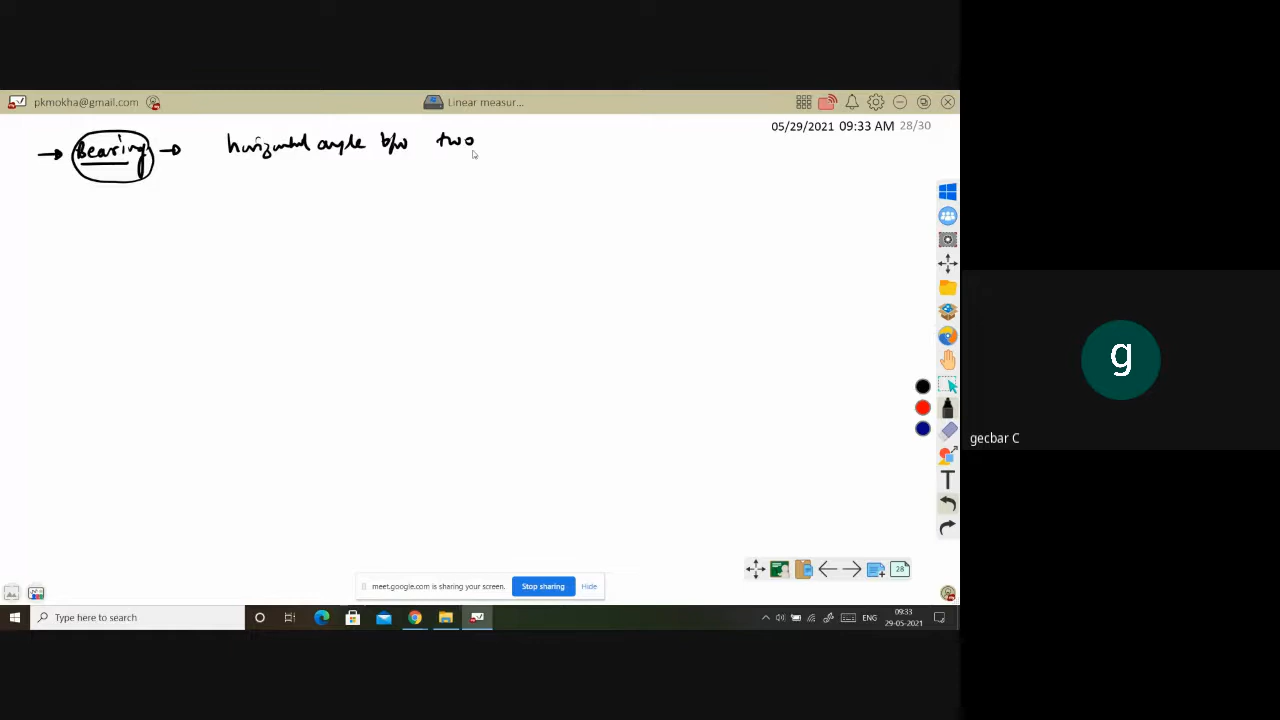 pkmokha@gmail.com
Linear measur...
05/29/2021 09:33 AM 28/30
→ Bearing → horizontal angle b/w two
g
gecbar C
T
28
meet.google.com is sharing your screen. Stop sharing Hide
Type here to search
ENG
09:33
29-05-2021